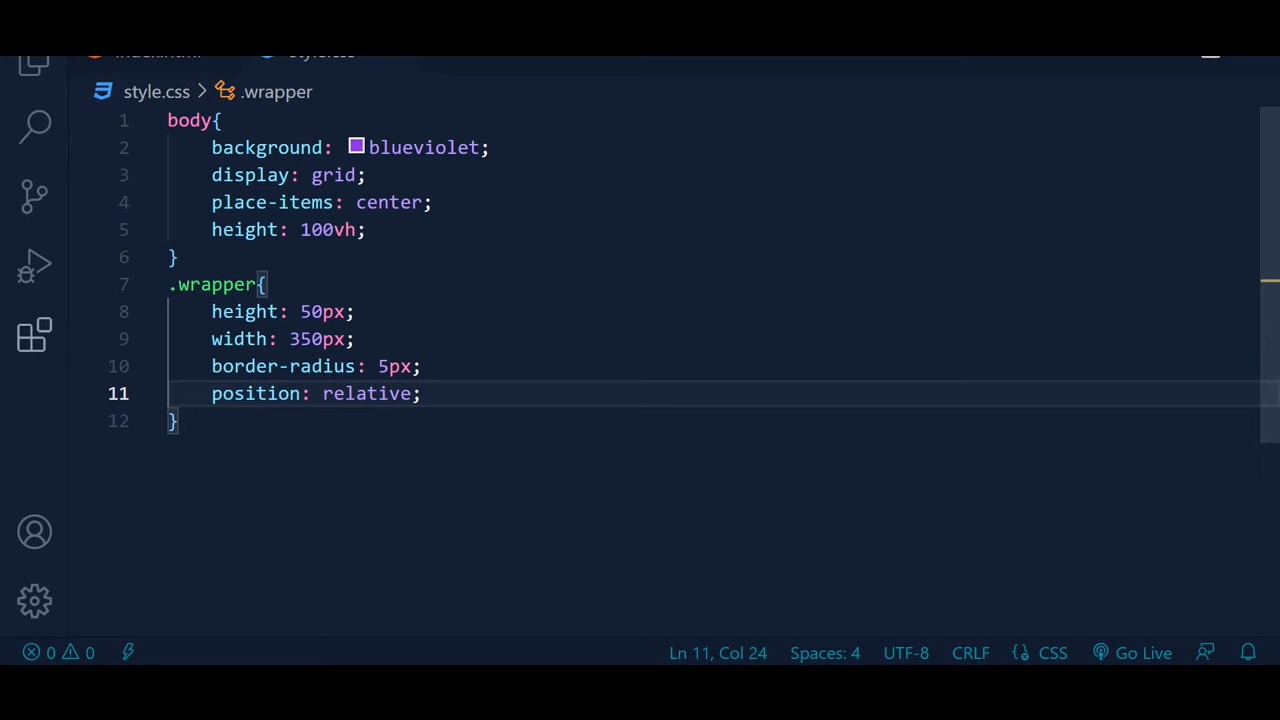 style.css > .wrapper
1 body{
2 background: blueviolet;
3 display: grid;
4 place-items: center;
5 height: 100vh;
6 }
7 .wrapper{
8 height: 50px;
9 width: 350px;
10 border-radius: 5px;
11 position: relative;
12 }
0 0 Ln 11, Col 24 Spaces: 4 UTF-8 CRLF CSS Go Live